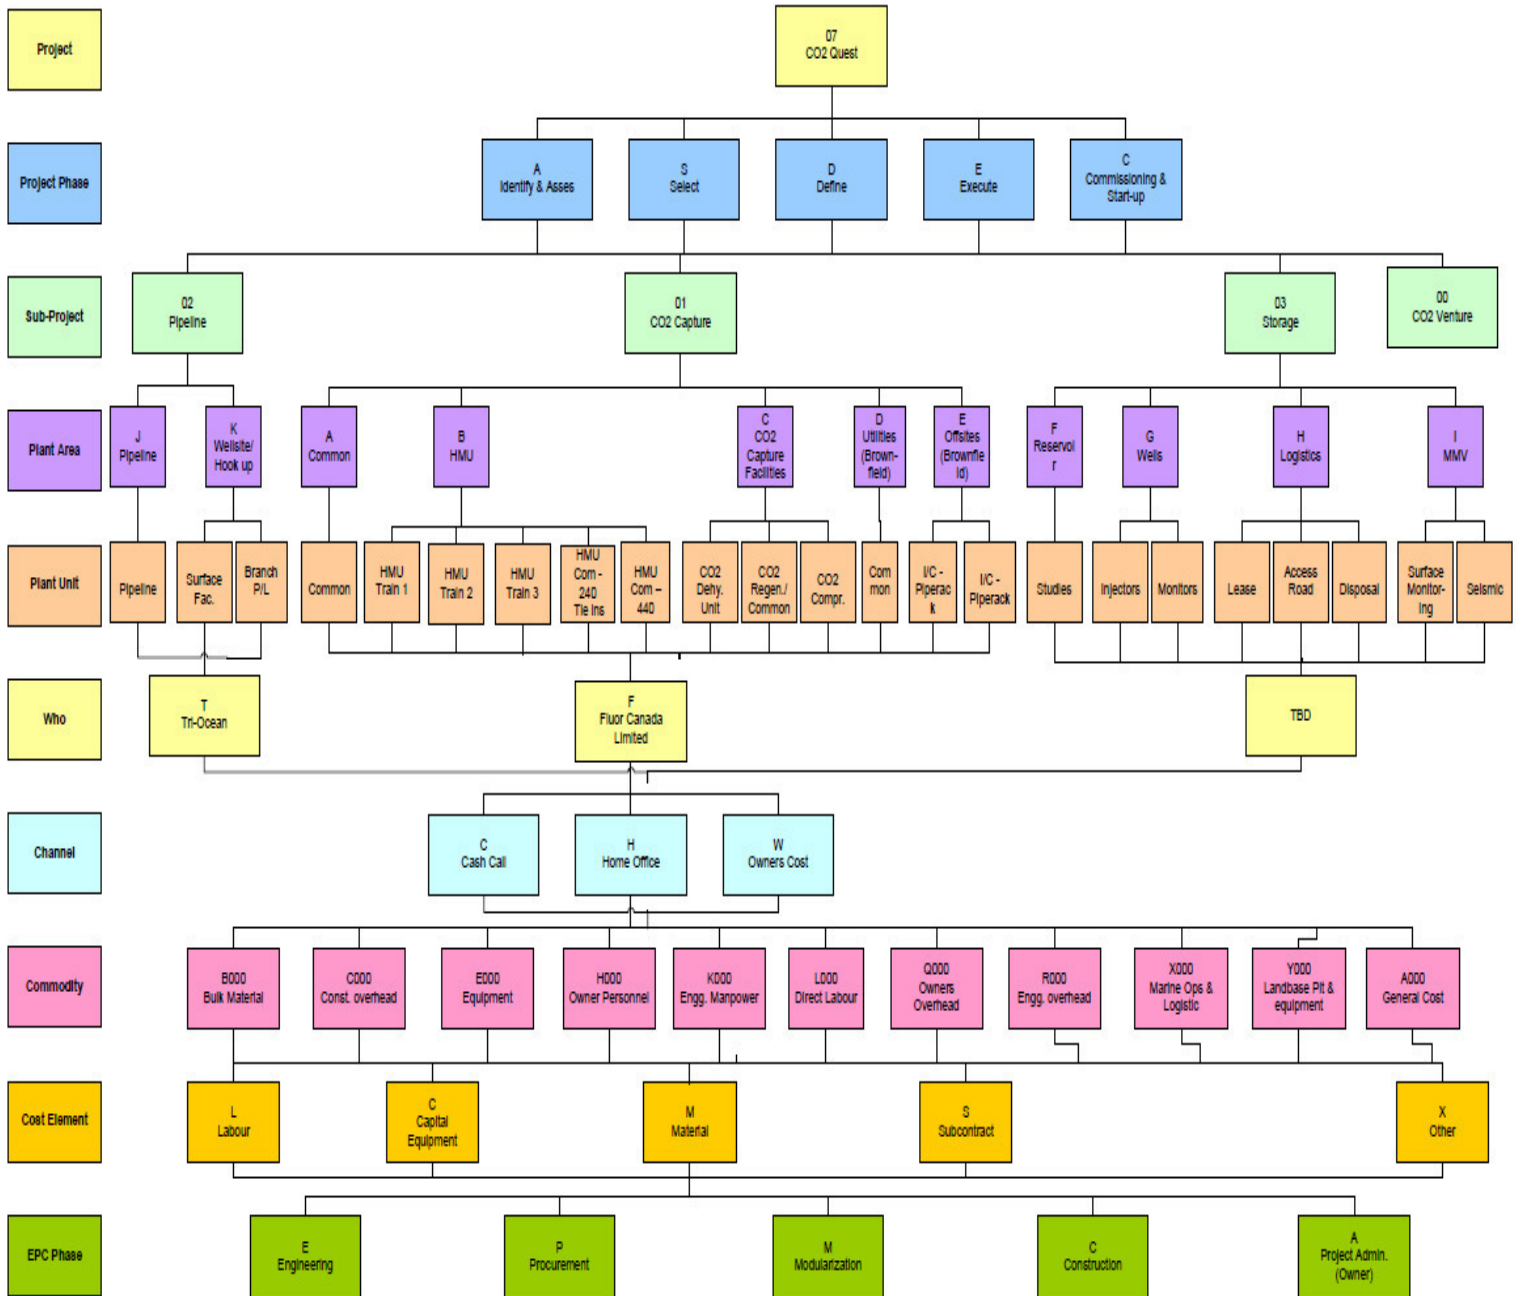 Project
07
CO2 Quest
Project Phase
A
Identify & Asses
S
Select
D
Define
E
Execute
C
Commissioning &
Start-up
Sub-Project
02
Pipeline
01
CO2 Capture
03
Storage
00
CO2 Venture
Plant Area
J
Pipeline
K
Wellsite/
Hook up
A
Common
B
HMU
C
CO2
Capture
Facilities
D
Utilities
(Brown-
field)
E
Offsites
(Brownfie
ld)
F
Reservoi
r
G
Wells
H
Logistics
I
MMV
Plant Unit
Pipeline
Surface
Fac.
Branch
P/L
Common
HMU
Train 1
HMU
Train 2
HMU
Train 3
HMU
Com -
240
Tie Ins
HMU
Com –
440
CO2
Dehy.
Unit
CO2
Regen./
Common
CO2
Compr.
Com
mon
I/C -
Piperac
k
I/C -
Piperack
Studies
Injectors
Monitors
Lease
Access
Road
Disposal
Surface
Monitor-
ing
Seismic
Who
T
Tri-Ocean
F
Fluor Canada
Limited
TBD
Channel
C
Cash Call
H
Home Office
W
Owners Cost
Commodity
B000
Bulk Material
C000
Const. overhead
E000
Equipment
H000
Owner Personnel
K000
Engg. Manpower
L000
Direct Labour
Q000
Owners
Overhead
R000
Engg. overhead
X000
Marine Ops &
Logistic
Y000
Landbase Plt &
equipment
A000
General Cost
Cost Element
L
Labour
C
Capital
Equipment
M
Material
S
Subcontract
X
Other
EPC Phase
E
Engineering
P
Procurement
M
Modularization
C
Construction
A
Project Admin.
(Owner)